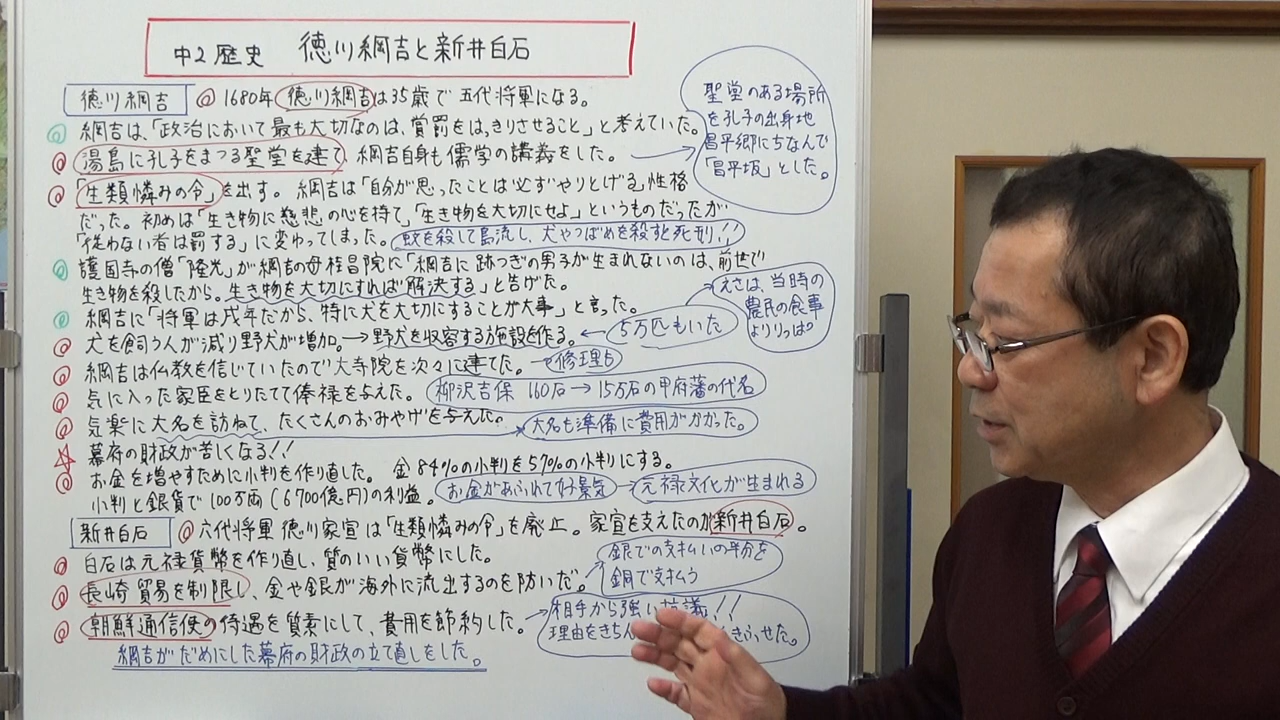 中2 歴史 徳川綱吉と新井白石
徳川綱吉 @ 1680年 徳川綱吉は35歳で 五代将軍になる。
◎ 綱吉は、「政治において最も大切なのは、賞罰をはっきりさせること」と考えていた。
@ 湯島に孔子をまつる聖堂を建て、綱吉自身も儒学の講義をした。
聖堂のある場所
を孔子の出身地
昌平郷にちなんで
「昌平坂」とした。
@ 「生類憐みの令」を出す。綱吉は「自分が思ったことは必ずやりとげる」性格
だった。初めは「生き物に慈悲の心を持て」、「生き物を大切にせよ」というものだったが
「従わない者は罰する」に変わってしまった。 蚊を殺して島流し、犬やつばめを殺すと死刑!!
◎ 護国寺の僧「隆光」が綱吉の母桂昌院に「綱吉に跡つぎの男子が生まれないのは、前世で
生き物を殺したから。生き物を大切にすれば解決する」と告げた。
◎ 綱吉に「将軍は戌年だから、特に犬を大切にすることが大事」と言った。
えさは、当時の
農民の食事
よりりっぱ?
@ 犬を飼う人が減り野犬が増加。→野犬を収容する施設を作る。 ← 5万匹もいた
@ 綱吉は仏教を信じていたので大寺院を次々に建てた。 → 修理も
@ 気に入った家臣をとりたてて俸禄を与えた。 柳沢吉保 160石→15万石の甲府藩の代名
@ 気楽に大名を訪ねて、たくさんのおみやげを与えた。 大名も準備に費用がかかった。
☆ 幕府の財政が苦しくなる!!
@ お金を増やすために小判を作り直した。 金84%の小判を57%の小判にする。
小判と銀貨で100万両(6700億円)の利益。 お金があふれて好景気 → 元禄文化が生まれる
新井白石 @ 六代将軍 徳川家宣は「生類憐みの令」を廃止。家宣を支えたのが新井白石。
@ 白石は元禄貨幣を作り直し、質のいい貨幣にした。
@ 長崎貿易を制限し、金や銀が海外に流出するのを防いだ。
銀での支払いの半分を
銅で支払う
@ 朝鮮通信使の待遇を質素にして、費用を節約した。
相手から強い抗議!!
理由をきち きふせた。
綱吉がだめにした幕府の財政の立て直しをした。